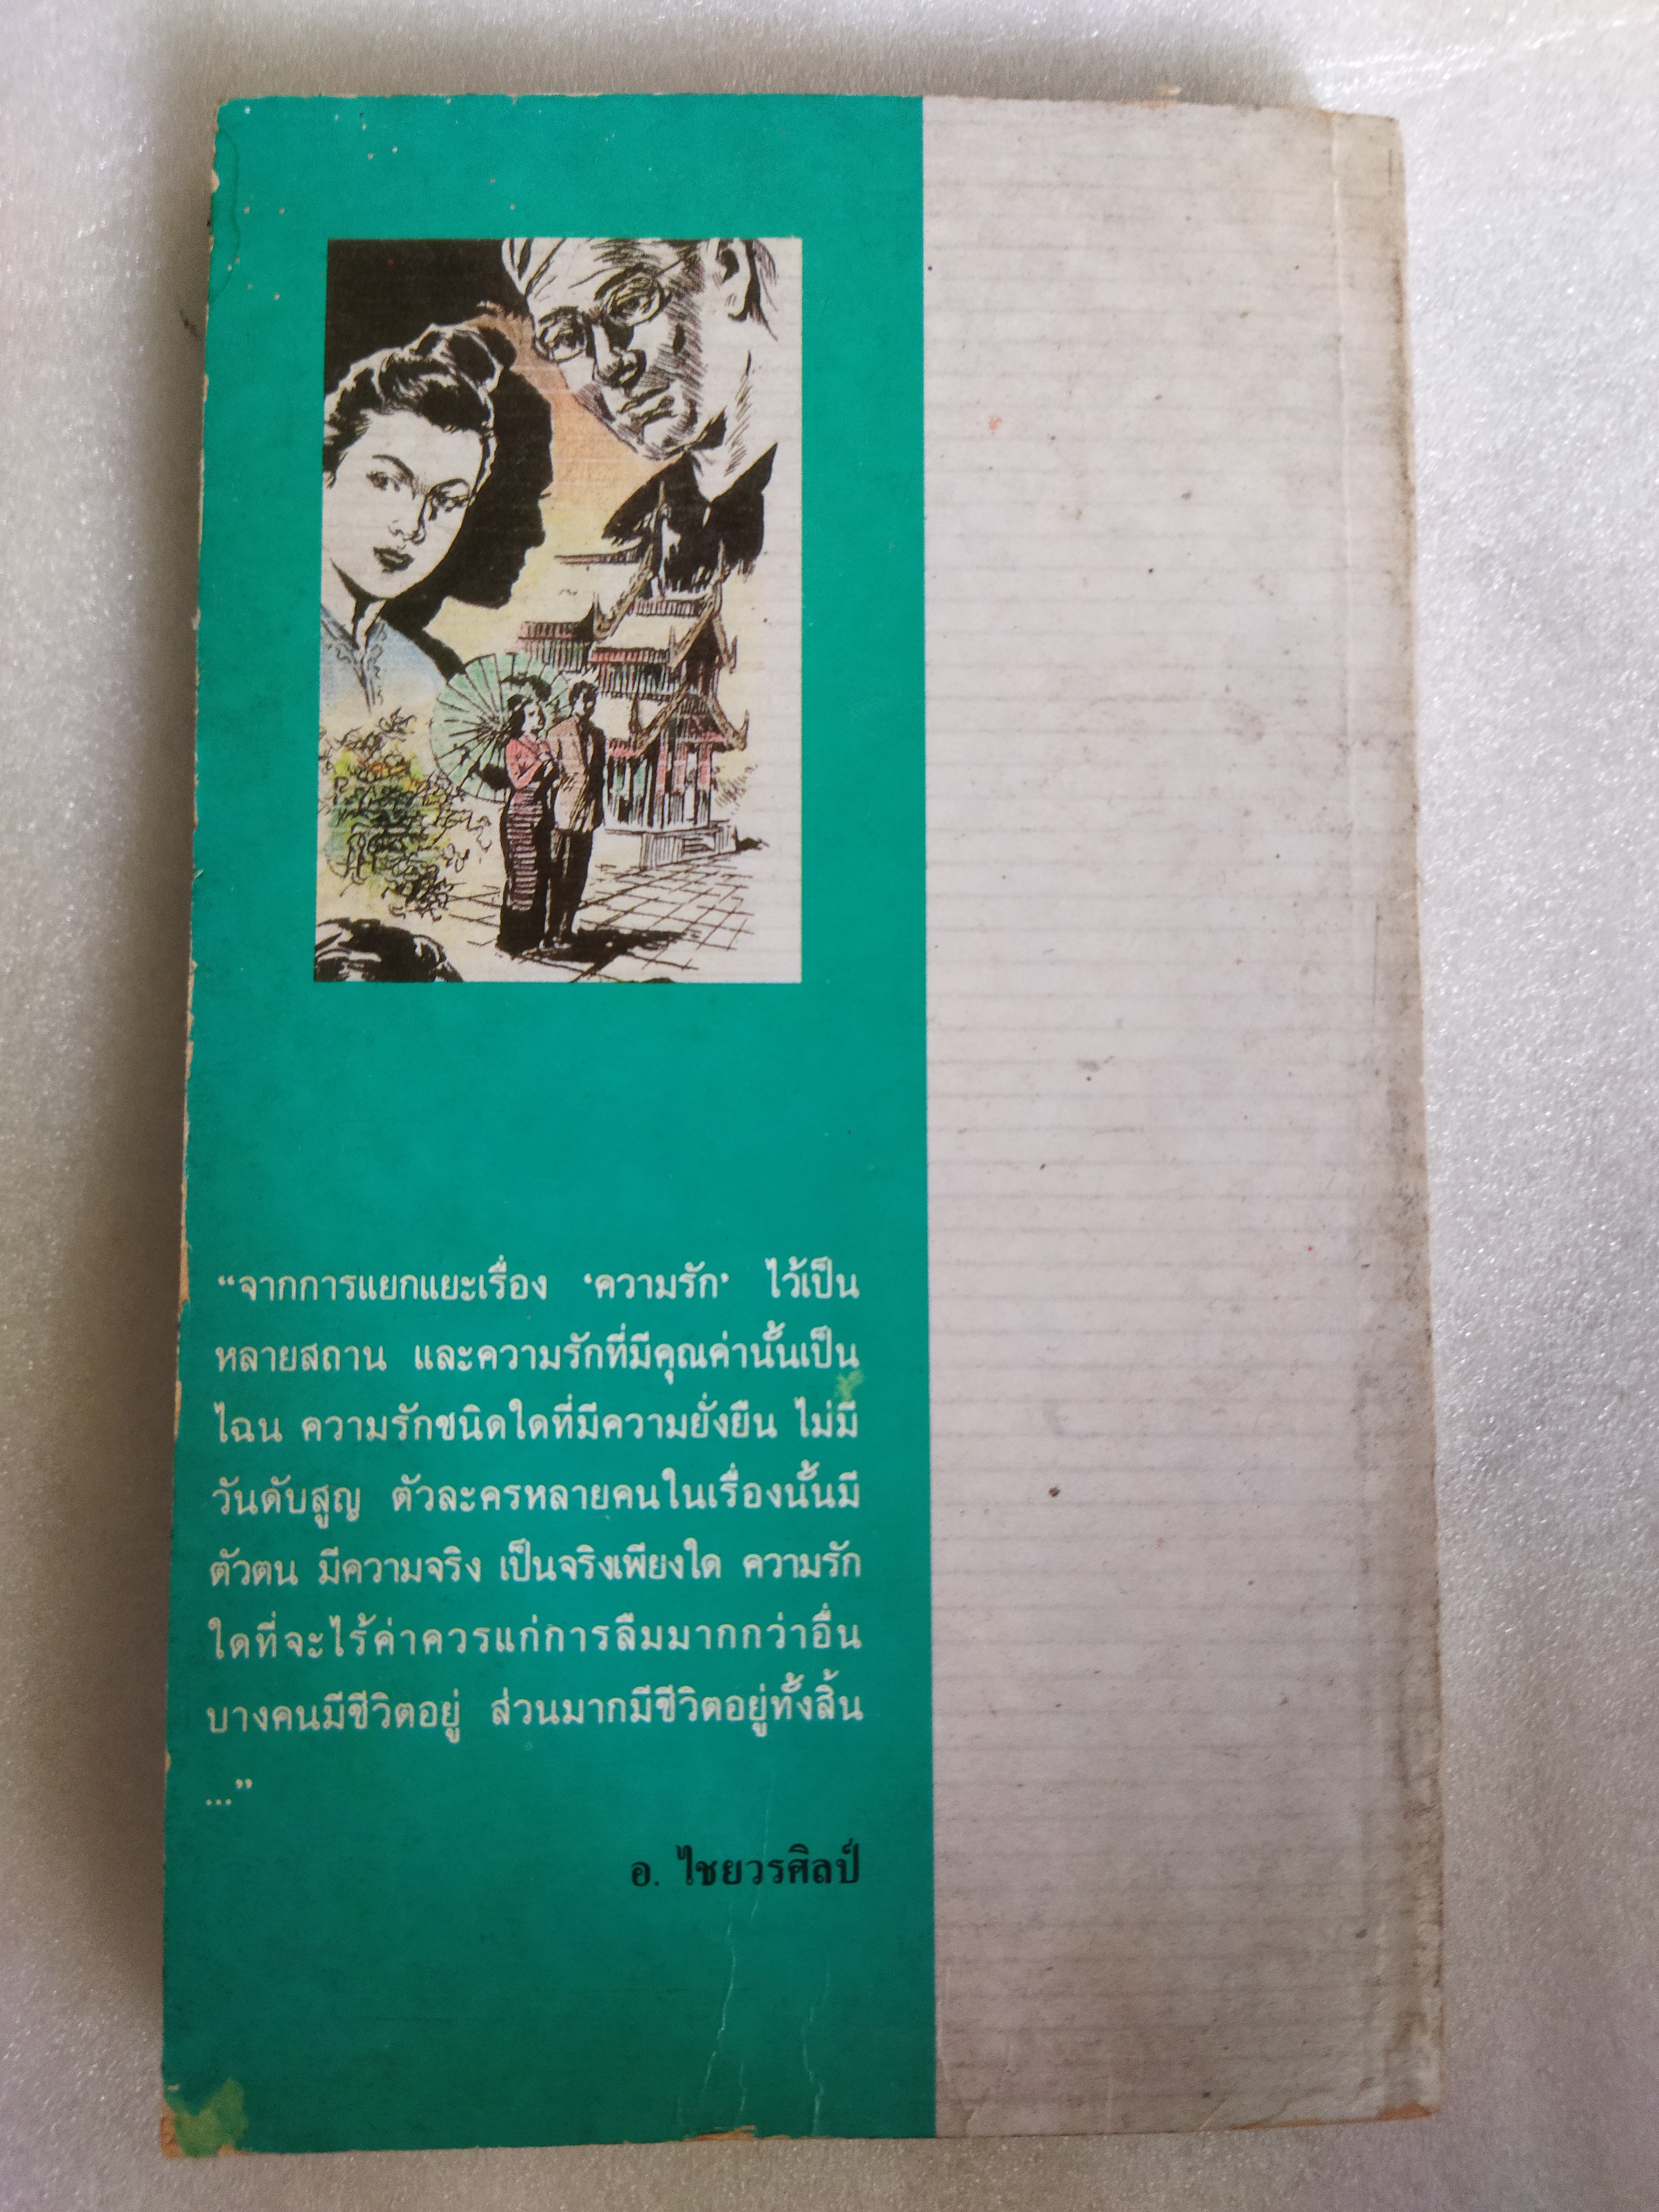 “จากการแยกแยะเรื่อง ‘ความรัก’ ไว้เป็น
หลายสถาน และความรักที่มีคุณค่านั้นเป็น
ไฉน ความรักชนิดใดที่มีความยั่งยืน ไม่มี
วันดับสูญ ตัวละครหลายคนในเรื่องนั้นมี
ตัวตน มีความจริง เป็นจริงเพียงใด ความรัก
ใดที่จะไร้ค่าควรแก่การลืมมากกว่าอื่น
บางคนมีชีวิตอยู่ ส่วนมากมีชีวิตอยู่ทั้งสิ้น
...”
อ. ไชยวรศิลป์